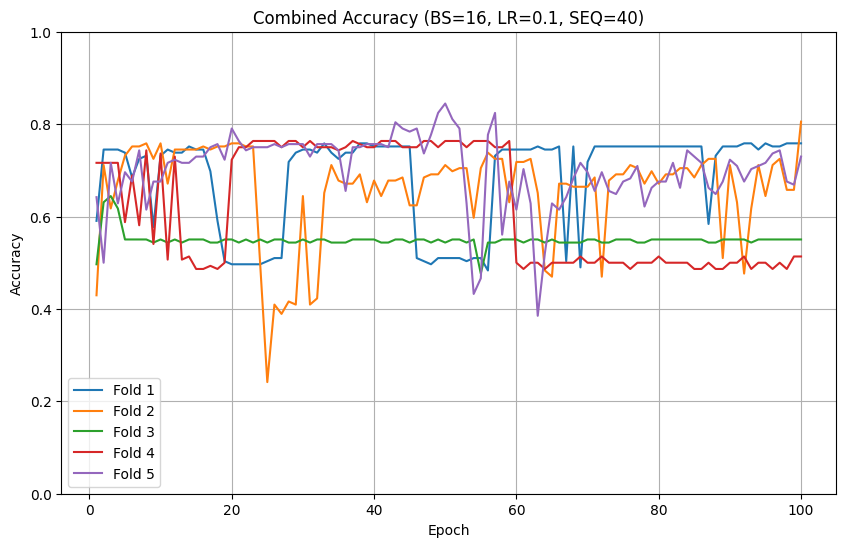 Combined Accuracy (BS=16, LR=0.1, SEQ=40)
1.0
0.8
0.6
0.4
0.2
0.0
Accuracy
Fold 1
Fold 2
Fold 3
Fold 4
Fold 5
0 20 40 60 80 100
Epoch